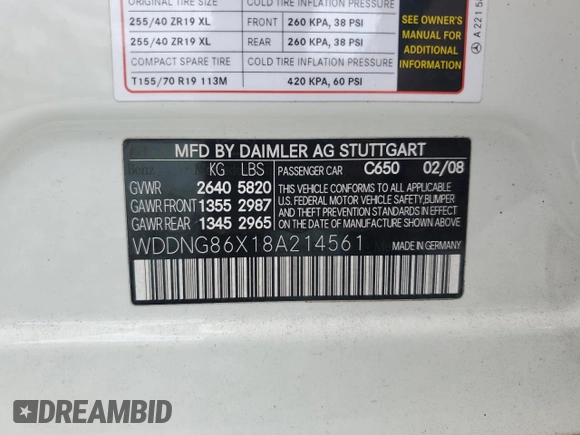 ORIGINAL TIRE SIZE COLD TIRE INFLATION PRESSURE
255/40 ZR19 XL FRONT 260 KPA, 38 PSI
255/40 ZR19 XL REAR 260 KPA, 38 PSI
COMPACT SPARE TIRE COLD TIRE INFLATION PRESSURE
T155/70 R19 113M 420 KPA, 60 PSI
SEE OWNER'S
MANUAL FOR
ADDITIONAL
INFORMATION
A 221 58
MFD BY DAIMLER AG STUTTGART
KG LBS PASSENGER CAR C650 02/08
GVWR 2640 5820
GAWR FRONT 1355 2987
GAWR REAR 1345 2965
THIS VEHICLE CONFORMS TO ALL APPLICABLE
U.S. FEDERAL MOTOR VEHICLE SAFETY, BUMPER
AND THEFT PREVENTION STANDARDS IN EFFECT
ON THE DATE OF MANUFACTURE SHOWN ABOVE.
WDDNG86X18A214561 MADE IN GERMANY
DREAMBID